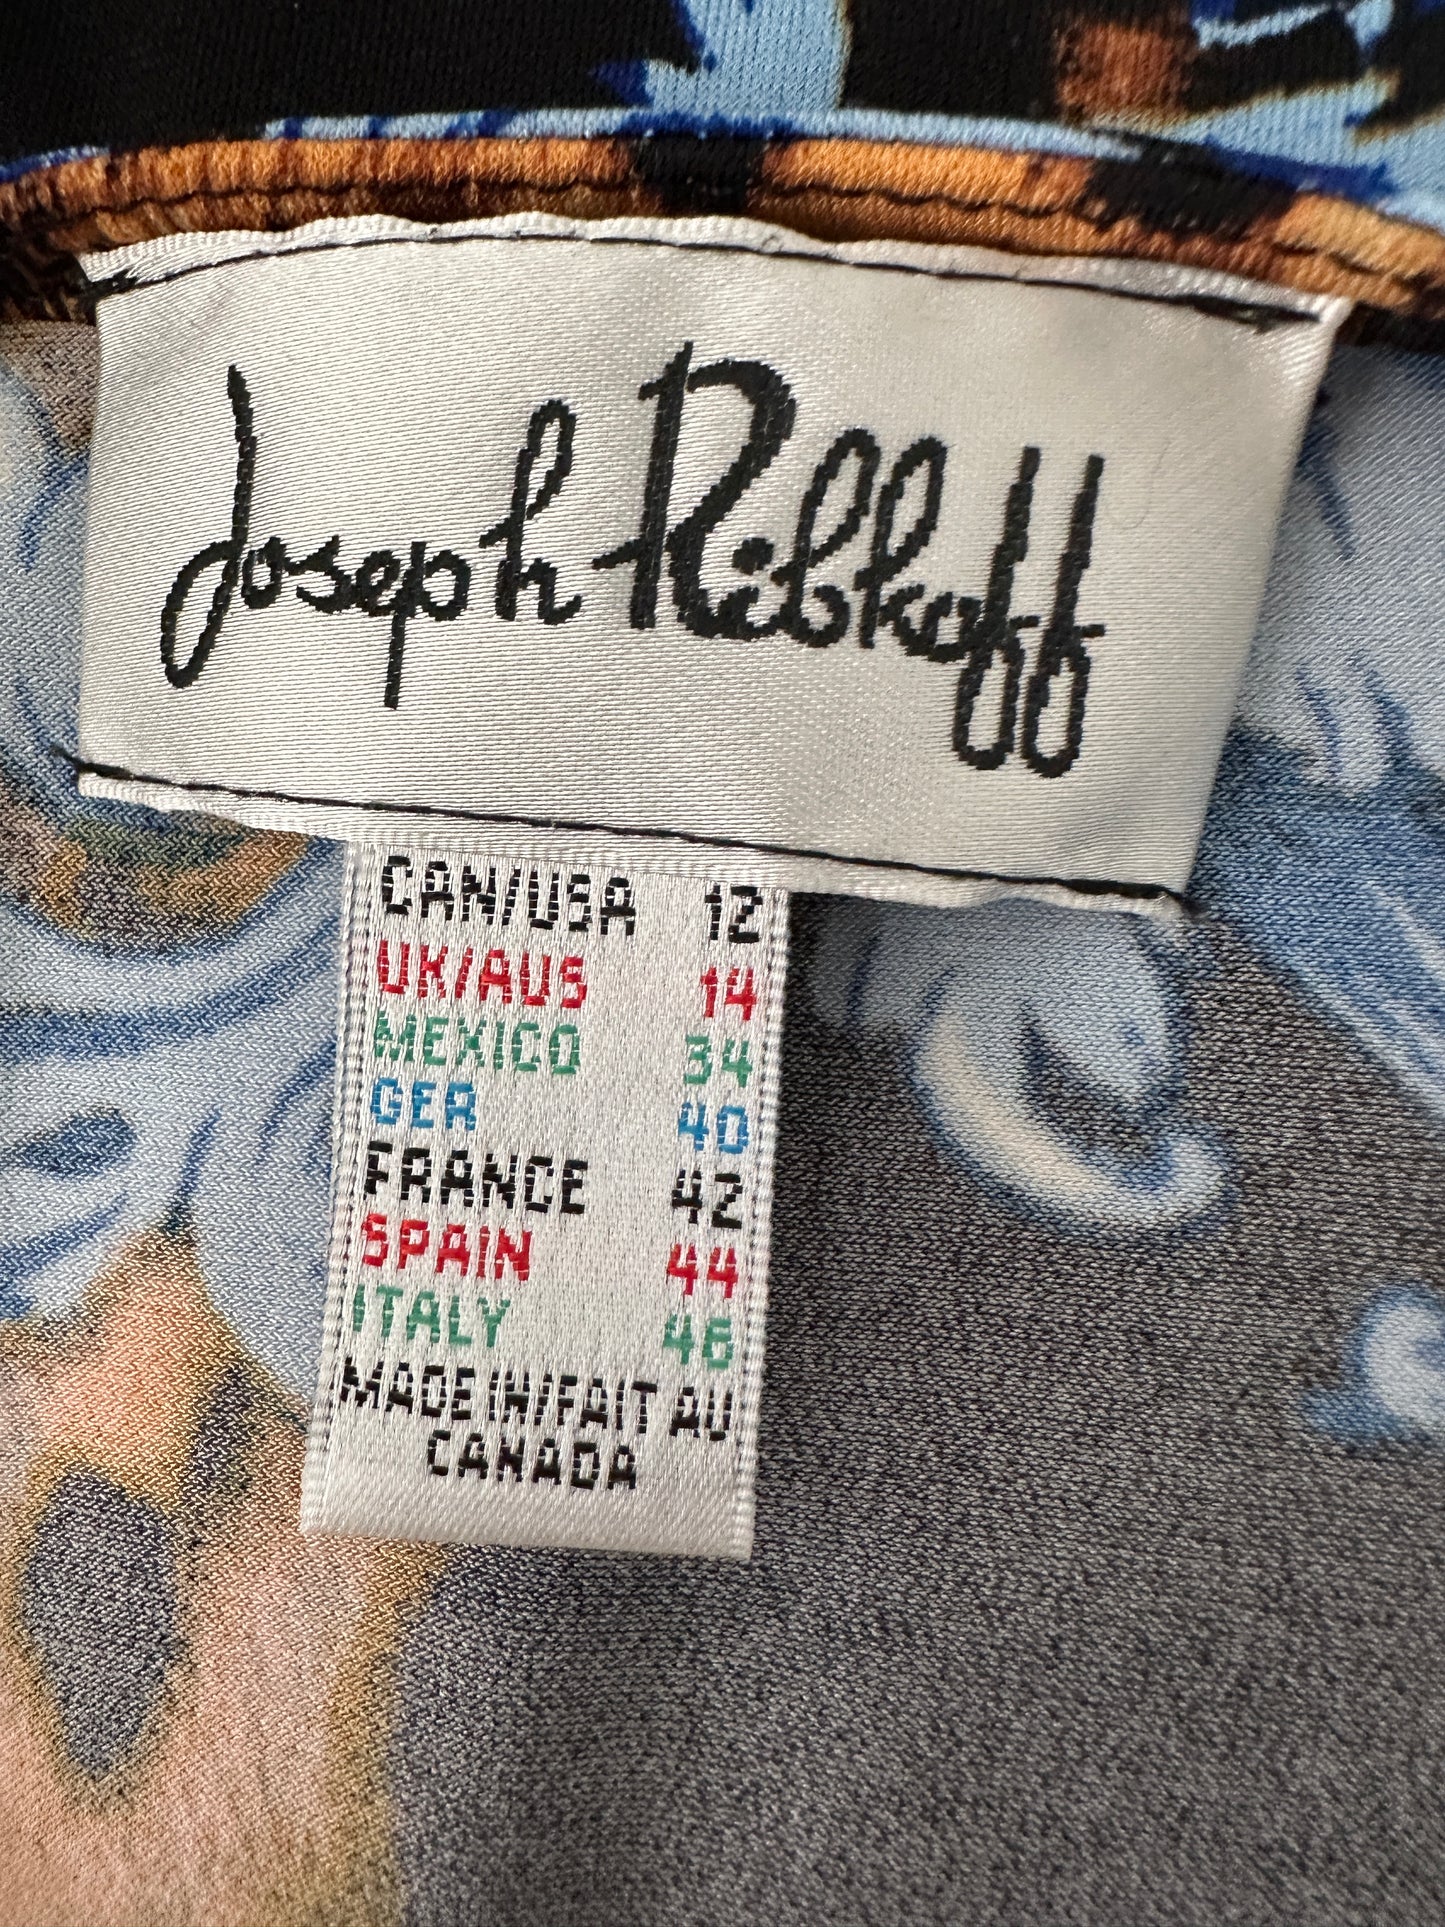 Joseph Ribkoff
CAN/USA 12
UK/AUS 14
MEXICO 34
GER 40
FRANCE 42
SPAIN 44
ITALY 46
MADE IN/FAIT AU
CANADA